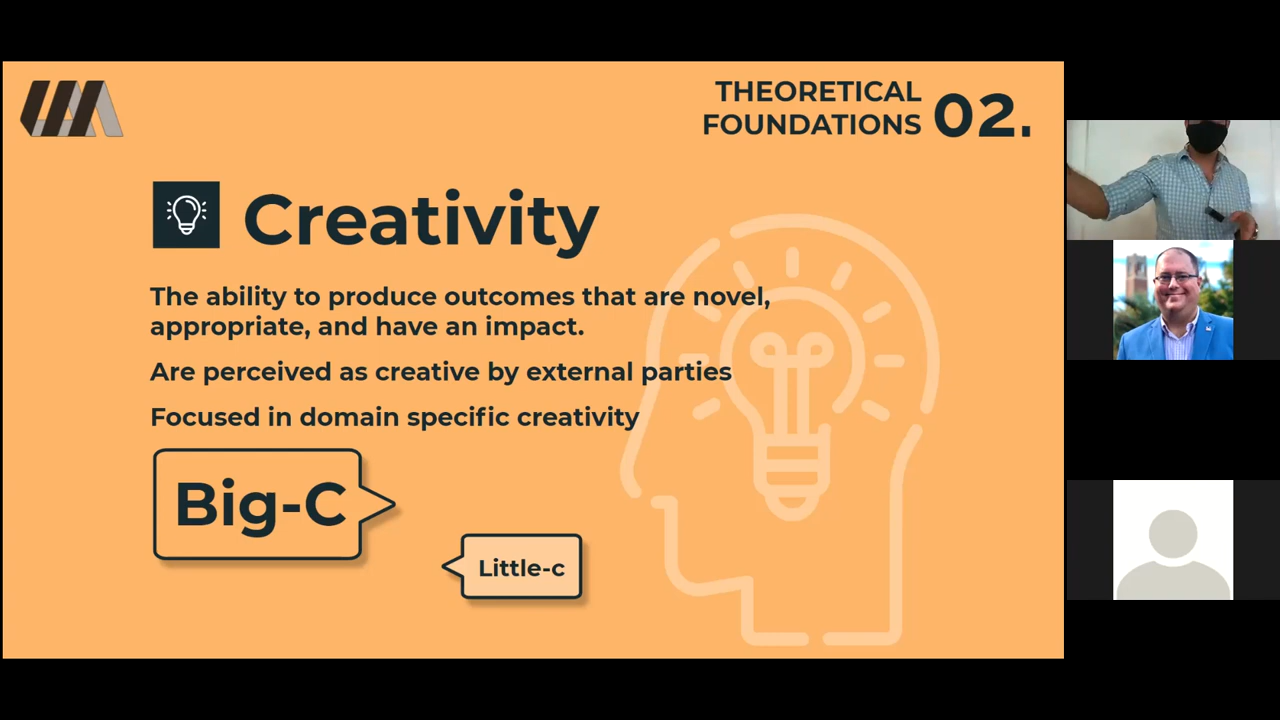 THEORETICAL
FOUNDATIONS
02.
Creativity
The ability to produce outcomes that are novel,
appropriate, and have an impact.
Are perceived as creative by external parties
Focused in domain specific creativity
Big-C
Little-c